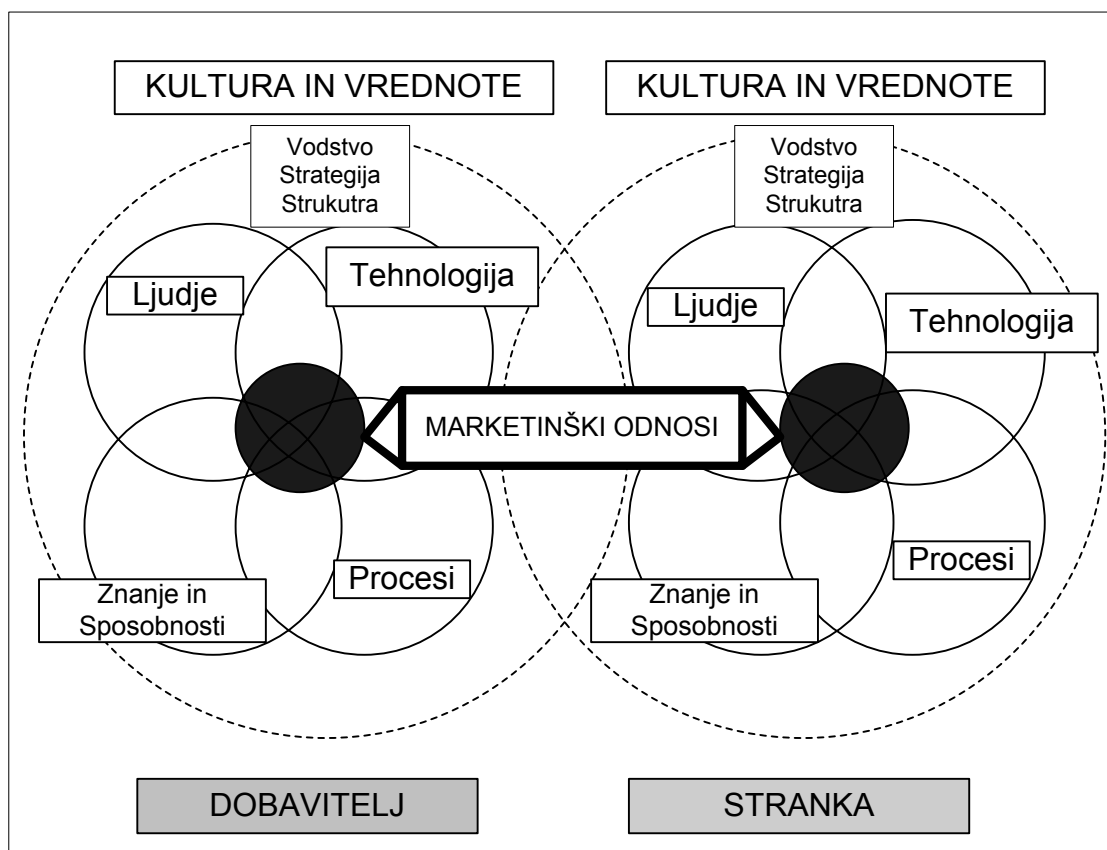 KULTURA IN VREDNOTE
KULTURA IN VREDNOTE
Vodstvo
Strategija
Strukutra
Vodstvo
Strategija
Strukutra
Ljudje
Tehnologija
Ljudje
Tehnologija
MARKETINŠKI ODNOSI
Znanje in
Sposobnosti
Procesi
Znanje in
Sposobnosti
Procesi
DOBAVITELJ
STRANKA